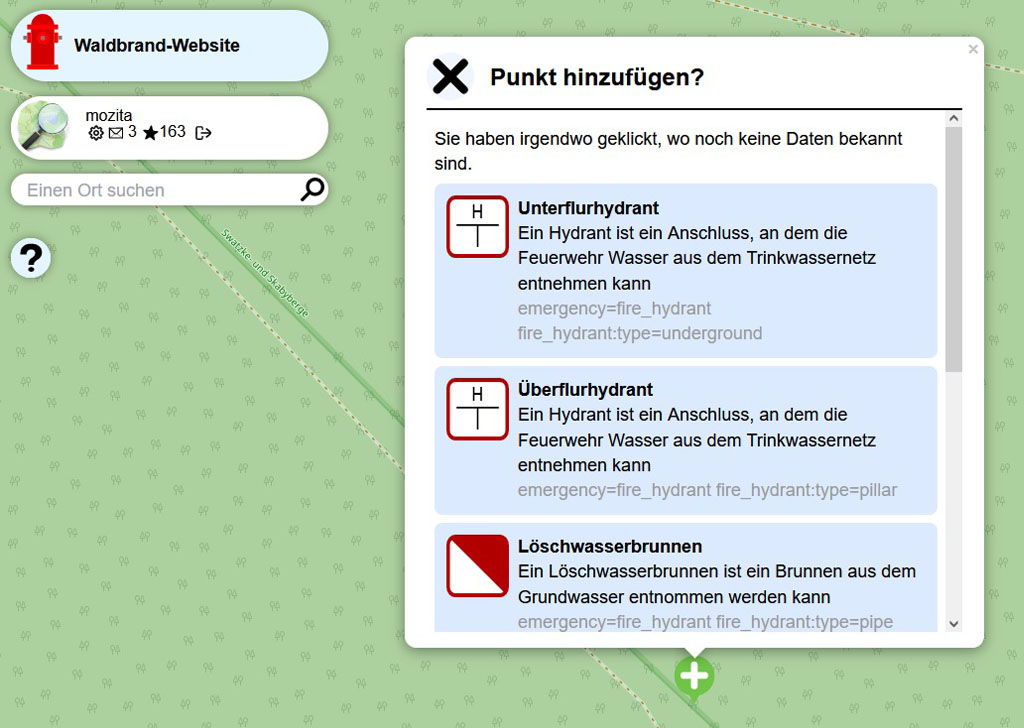 Waldbrand-Website
mozita
3 163
Einen Ort suchen
?
Swatzke- und Skabyberge
×
Punkt hinzufügen?
Sie haben irgendwo geklickt, wo noch keine Daten bekannt
sind.
H
Unterflurhydrant
Ein Hydrant ist ein Anschluss, an dem die
Feuerwehr Wasser aus dem Trinkwassernetz
entnehmen kann
emergency=fire_hydrant
fire_hydrant:type=underground
H
Überflurhydrant
Ein Hydrant ist ein Anschluss, an dem die
Feuerwehr Wasser aus dem Trinkwassernetz
entnehmen kann
emergency=fire_hydrant fire_hydrant:type=pillar
Löschwasserbrunnen
Ein Löschwasserbrunnen ist ein Brunnen aus dem
Grundwasser entnommen werden kann
emergency=fire_hydrant fire_hydrant:type=pipe